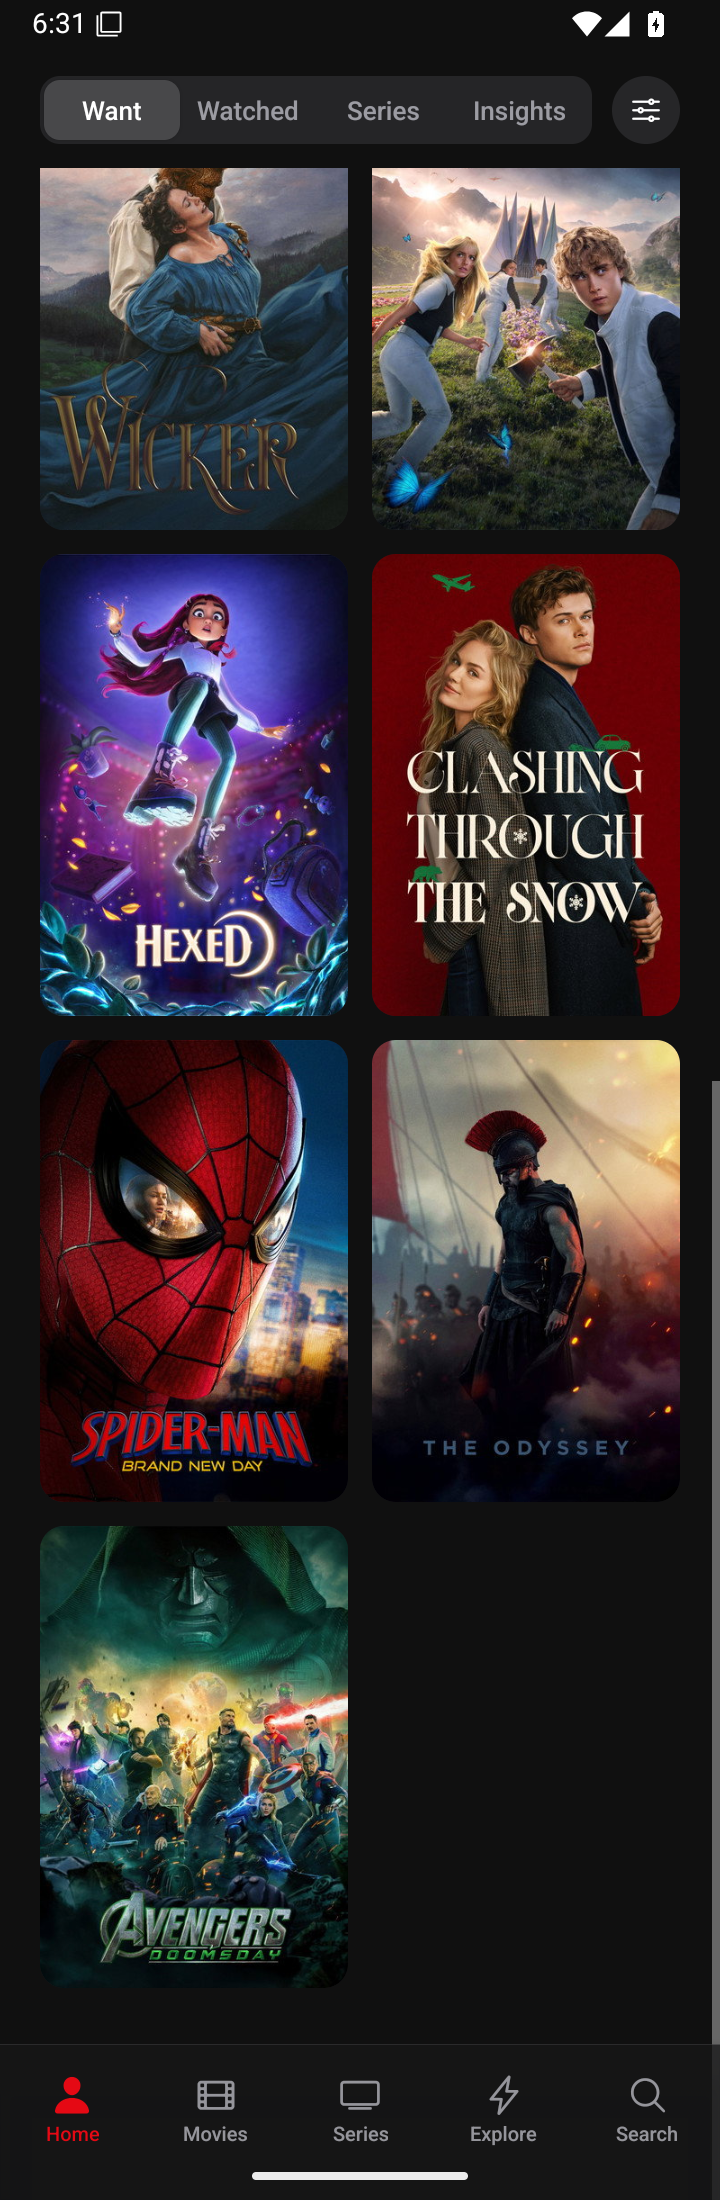 6:31
Want Watched Series Insights
WICKER
HEXED
CLASHING
THROUGH
THE SNOW
SPIDER-MAN
BRAND NEW DAY
THE ODYSSEY
AVENGERS
DOOMSDAY
Home Movies Series Explore Search